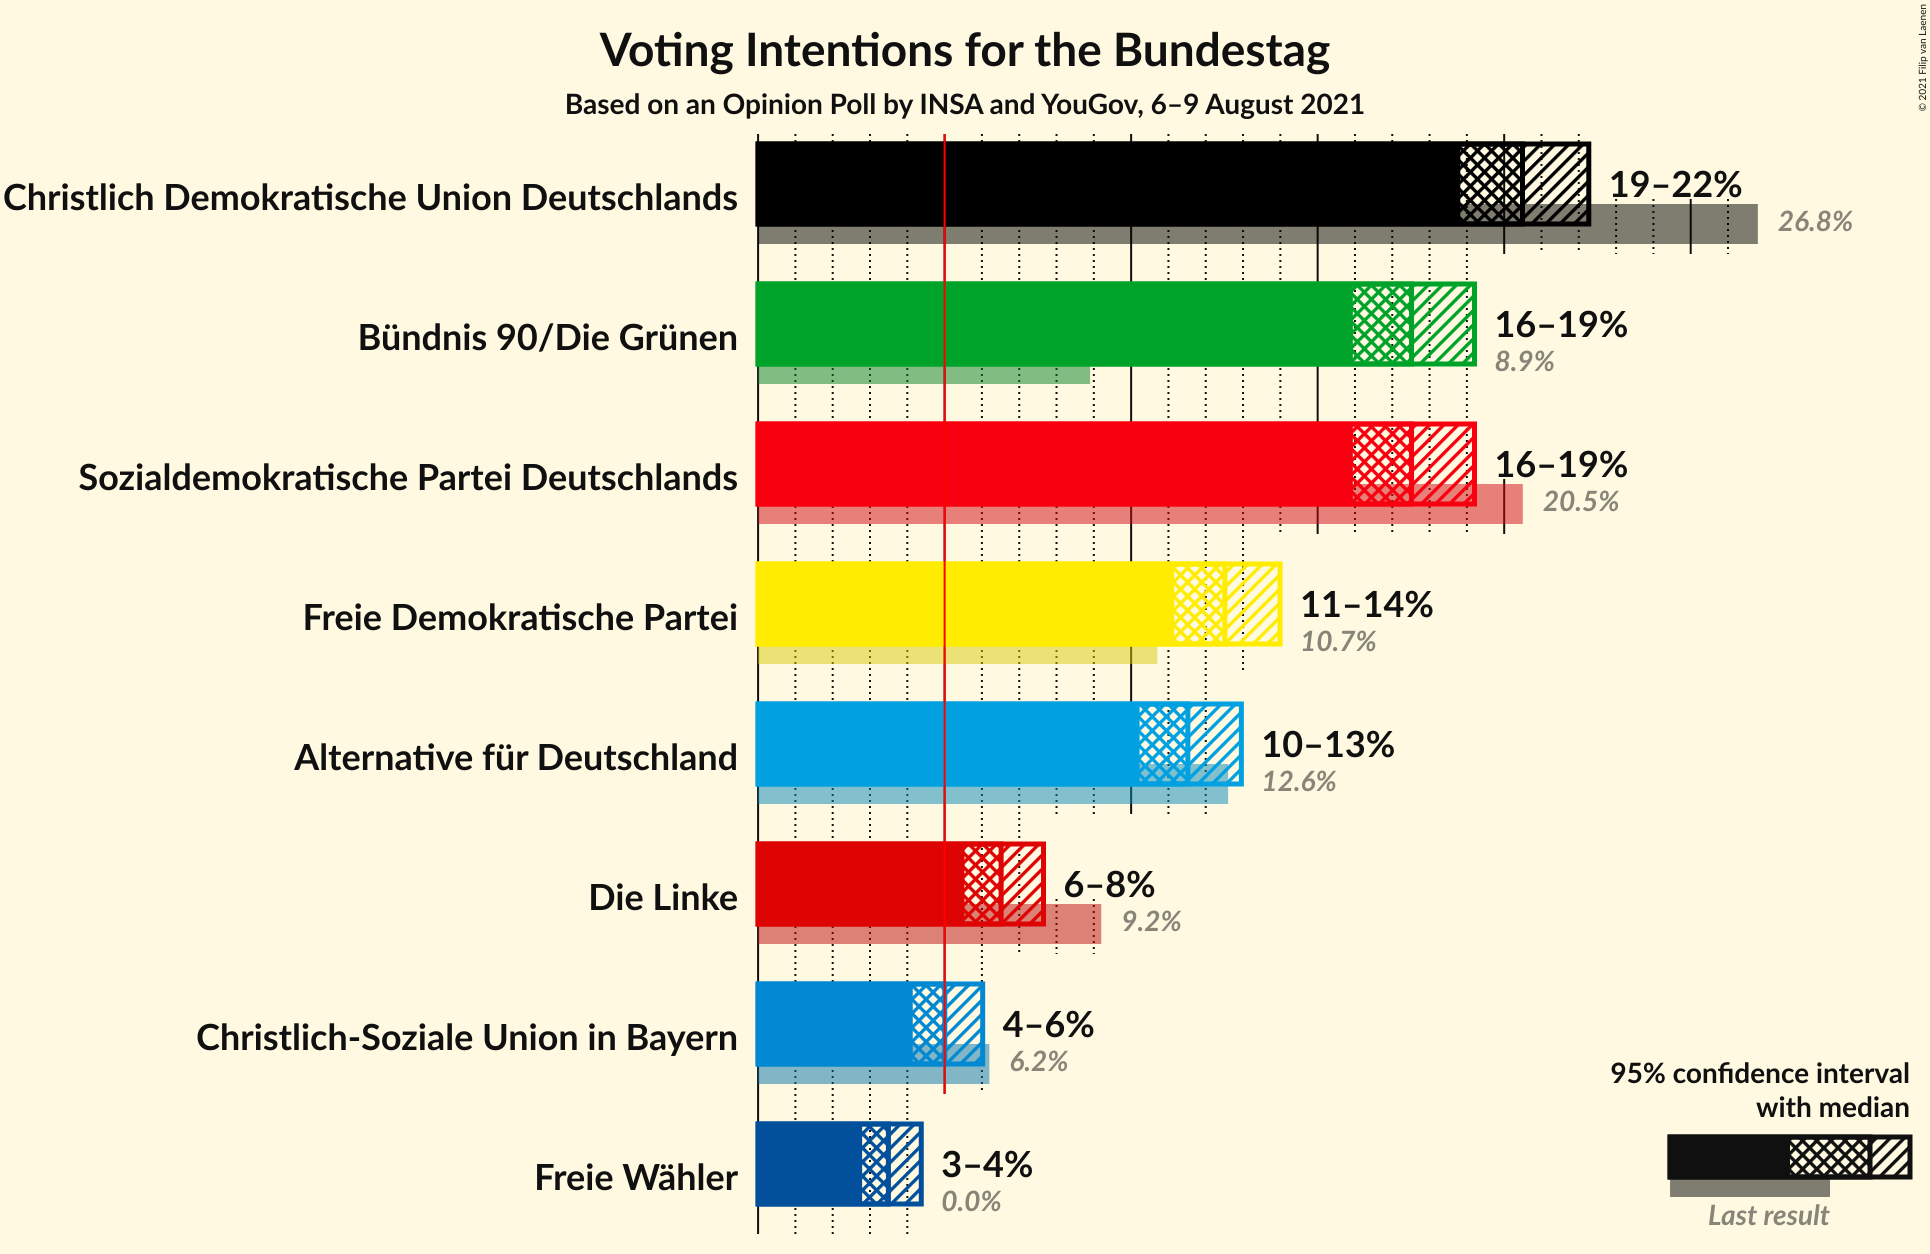 Voting Intentions for the Bundestag
Based on an Opinion Poll by INSA and YouGov, 6–9 August 2021
© 2021 Filip van Laenen
Christlich Demokratische Union Deutschlands
19–22%
26.8%
Bündnis 90/Die Grünen
16–19%
8.9%
Sozialdemokratische Partei Deutschlands
16–19%
20.5%
Freie Demokratische Partei
11–14%
10.7%
Alternative für Deutschland
10–13%
12.6%
Die Linke
6–8%
9.2%
Christlich-Soziale Union in Bayern
4–6%
6.2%
Freie Wähler
3–4%
0.0%
95% confidence interval
with median
Last result